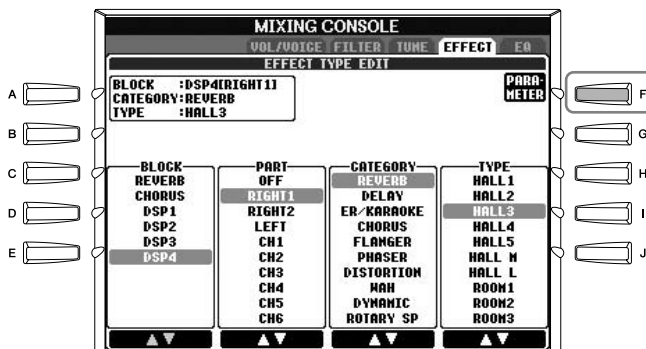 MIXING CONSOLE
VOL/VOICE FILTER TUNE EFFECT EQ
EFFECT TYPE EDIT
BLOCK :DSP4[RIGHT1]
CATEGORY:REVERB
TYPE :HALL3
PARA-
METER
A
B
C
D
E
F
G
H
I
J
BLOCK
REVERB
CHORUS
DSP1
DSP2
DSP3
DSP4
PART
OFF
RIGHT1
RIGHT2
LEFT
CH1
CH2
CH3
CH4
CH5
CH6
CATEGORY
REVERB
DELAY
ER/KARAOKE
CHORUS
FLANGER
PHASER
DISTORTION
WAH
DYNAMIC
ROTARY SP
TYPE
HALL1
HALL2
HALL3
HALL4
HALL5
HALL M
HALL L
ROOM1
ROOM2
ROOM3